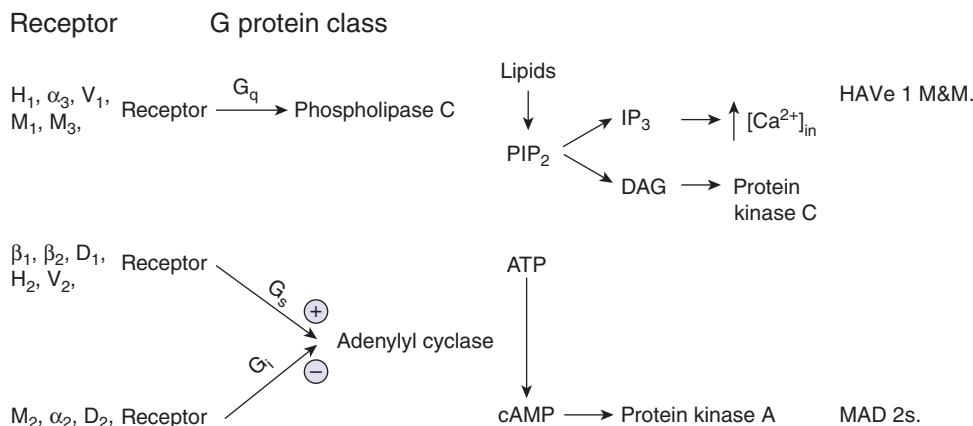 Receptor G protein class
H₁, α₃, V₁,
M₁, M₃,
Receptor
G_q
Phospholipase C
Lipids
PIP₂
IP₃
[Ca²⁺]ᵢₙ
DAG
Protein
kinase C
HAVe 1 M&M.
β₁, β₂, D₁,
H₂, V₂,
Receptor
Gₛ
+
Adenylyl cyclase
−
Gᵢ
M₂, α₂, D₂,
Receptor
ATP
cAMP
Protein kinase A
MAD 2s.